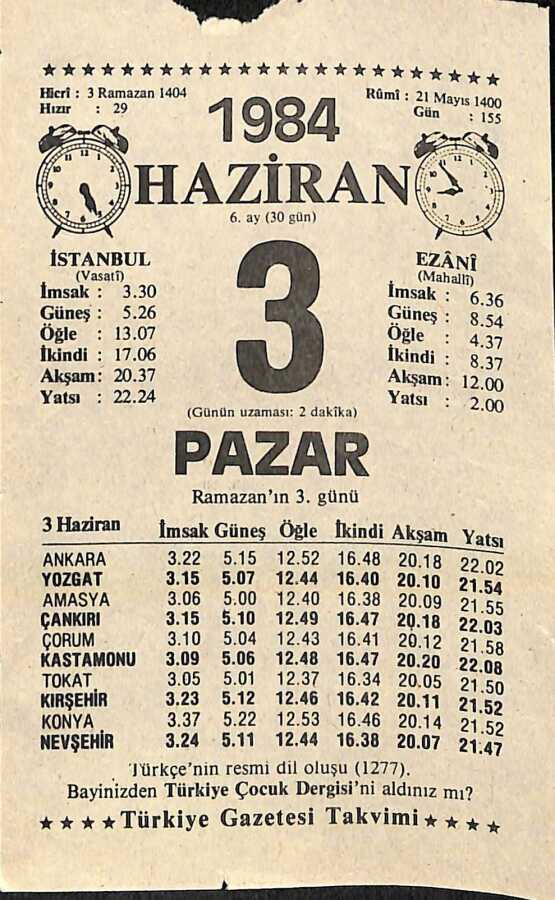 ★★★★★★★★★★★★★★★★★★★★★★★★
Hicrî : 3 Ramazan 1404
Hızır : 29
Rûmî : 21 Mayıs 1400
Gün : 155
1984
HAZİRAN
6. ay (30 gün)
İSTANBUL
(Vasatî)
İmsak : 3.30
Güneş : 5.26
Öğle : 13.07
İkindi : 17.06
Akşam : 20.37
Yatsı : 22.24
3
(Günün uzaması: 2 dakîka)
EZÂNÎ
(Mahallî)
İmsak : 6.36
Güneş : 8.54
Öğle : 4.37
İkindi : 8.37
Akşam : 12.00
Yatsı : 2.00
PAZAR
Ramazan'ın 3. günü
3 Haziran İmsak Güneş Öğle İkindi Akşam Yatsı
ANKARA 3.22 5.15 12.52 16.48 20.18 22.02
YOZGAT 3.15 5.07 12.44 16.40 20.10 21.54
AMASYA 3.06 5.00 12.40 16.38 20.09 21.55
ÇANKIRI 3.15 5.10 12.49 16.47 20.18 22.03
ÇORUM 3.10 5.04 12.43 16.41 20.12 21.58
KASTAMONU 3.09 5.06 12.48 16.47 20.20 22.08
TOKAT 3.05 5.01 12.37 16.34 20.05 21.50
KIRŞEHİR 3.23 5.12 12.46 16.42 20.11 21.52
KONYA 3.37 5.22 12.53 16.46 20.14 21.52
NEVŞEHİR 3.24 5.11 12.44 16.38 20.07 21.47
Türkçe'nin resmi dil oluşu (1277).
Bayinizden Türkiye Çocuk Dergisi'ni aldınız mı?
★★★★Türkiye Gazetesi Takvimi★★★★